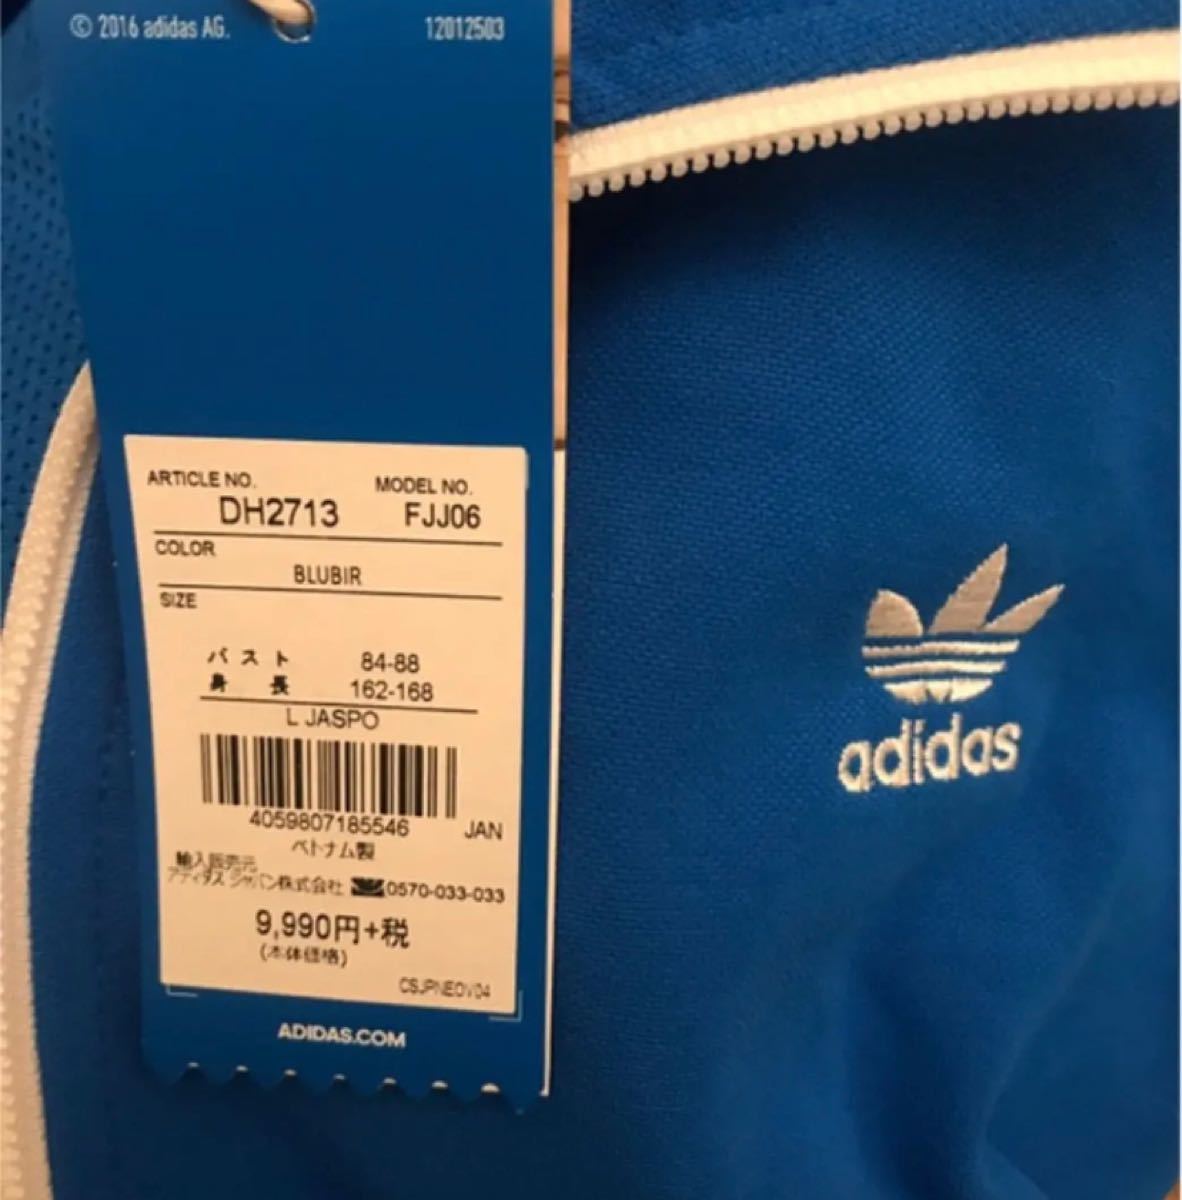 © 2016 adidas AG. 12012503
ARTICLE NO. MODEL NO.
DH2713 FJJ06
COLOR
BLUBIR
SIZE
バスト 84-88
身長 162-168
L JASPO
4059807185546 JAN
ベトナム製
輸入販売元
アディダス ジャパン株式会社 0570-033-033
9,990円+税
(本体価格)
CSJPNEOV04
ADIDAS.COM
adidas